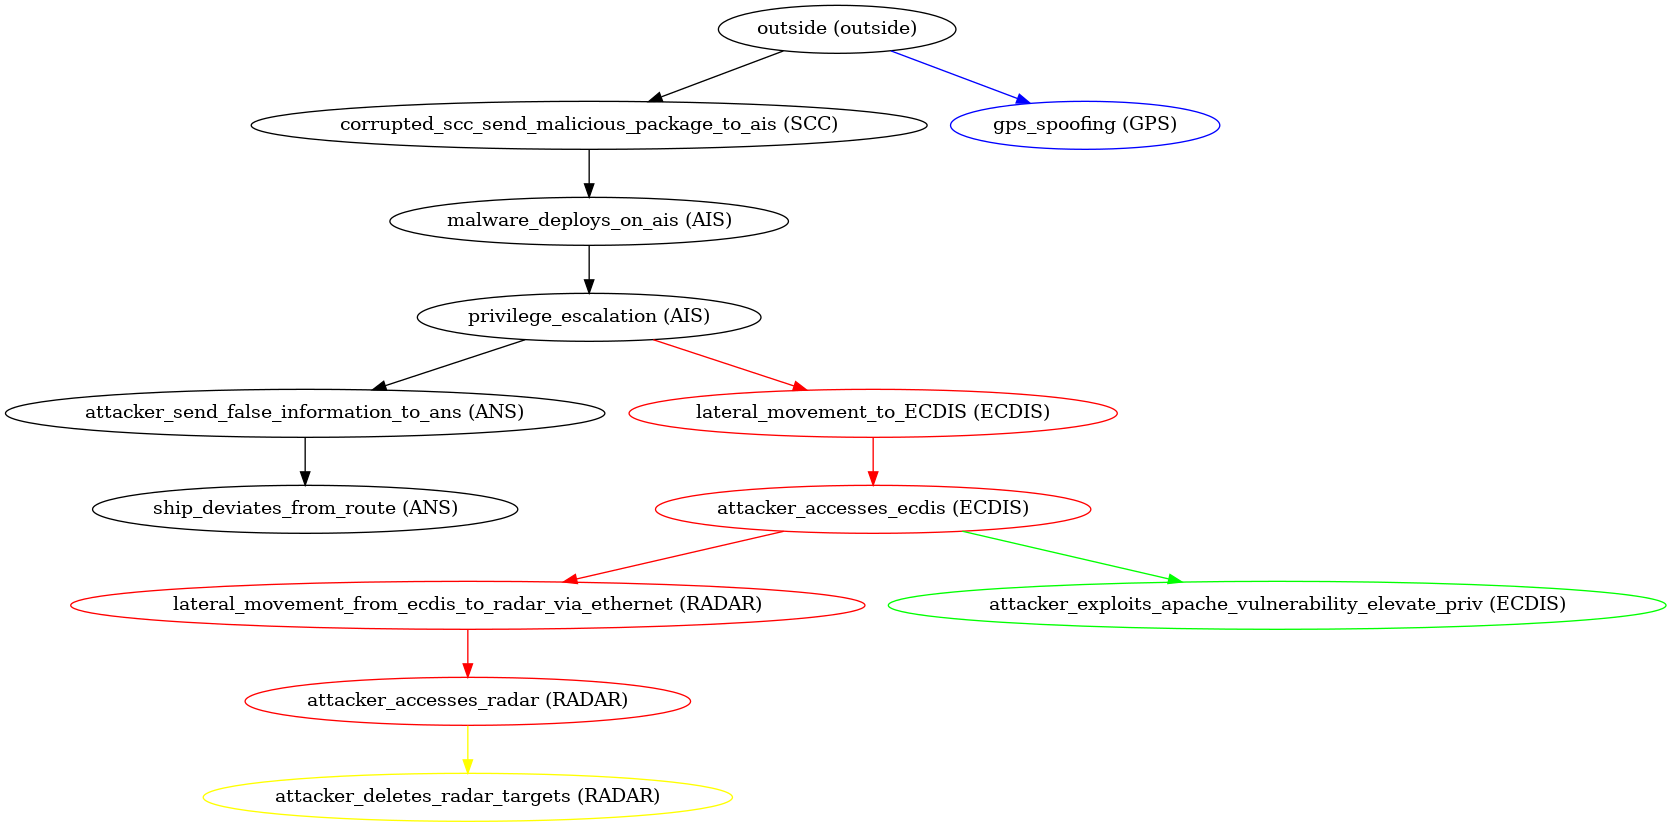 outside (outside)
corrupted_scc_send_malicious_package_to_ais (SCC)
gps_spoofing (GPS)
malware_deploys_on_ais (AIS)
privilege_escalation (AIS)
attacker_send_false_information_to_ans (ANS)
lateral_movement_to_ECDIS (ECDIS)
ship_deviates_from_route (ANS)
attacker_accesses_ecdis (ECDIS)
lateral_movement_from_ecdis_to_radar_via_ethernet (RADAR)
attacker_exploits_apache_vulnerability_elevate_priv (ECDIS)
attacker_accesses_radar (RADAR)
attacker_deletes_radar_targets (RADAR)